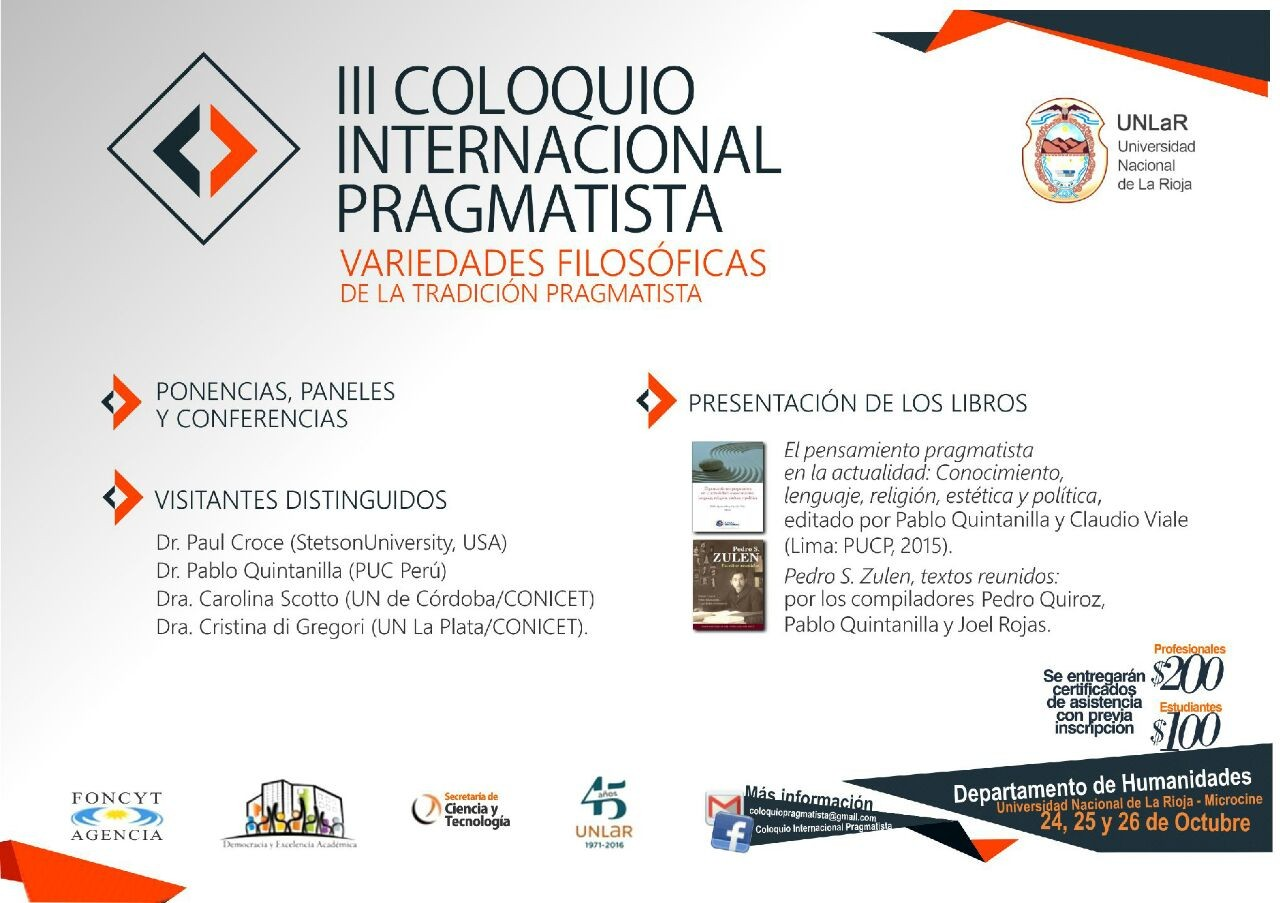 III COLOQUIO
INTERNACIONAL
PRAGMATISTA
VARIEDADES FILOSÓFICAS
DE LA TRADICIÓN PRAGMATISTA
UNLaR
Universidad
Nacional
de La Rioja
PONENCIAS, PANELES
Y CONFERENCIAS
VISITANTES DISTINGUIDOS
Dr. Paul Croce (StetsonUniversity, USA)
Dr. Pablo Quintanilla (PUC Perú)
Dra. Carolina Scotto (UN de Córdoba/CONICET)
Dra. Cristina di Gregori (UN La Plata/CONICET).
PRESENTACIÓN DE LOS LIBROS
El pensamiento pragmatista
en la actualidad: Conocimiento,
lenguaje, religión, estética y política,
editado por Pablo Quintanilla y Claudio Viale
(Lima: PUCP, 2015).
Pedro S.
ZULEN
Pedro S. Zulen, textos reunidos:
por los compiladores Pedro Quiroz,
Pablo Quintanilla y Joel Rojas.
Se entregarán
certificados
de asistencia
con previa
inscripción
Profesionales
$200
Estudiantes
$100
FONCYT
AGENCIA
Democracia y Excelencia Académica
Secretaría de
Ciencia y
Tecnología
45
años
UNLAR
1971-2016
Más información
coloquiopragmatista@gmail.com
Coloquio Internacional Pragmatista
Departamento de Humanidades
Universidad Nacional de La Rioja - Microcine
24, 25 y 26 de Octubre